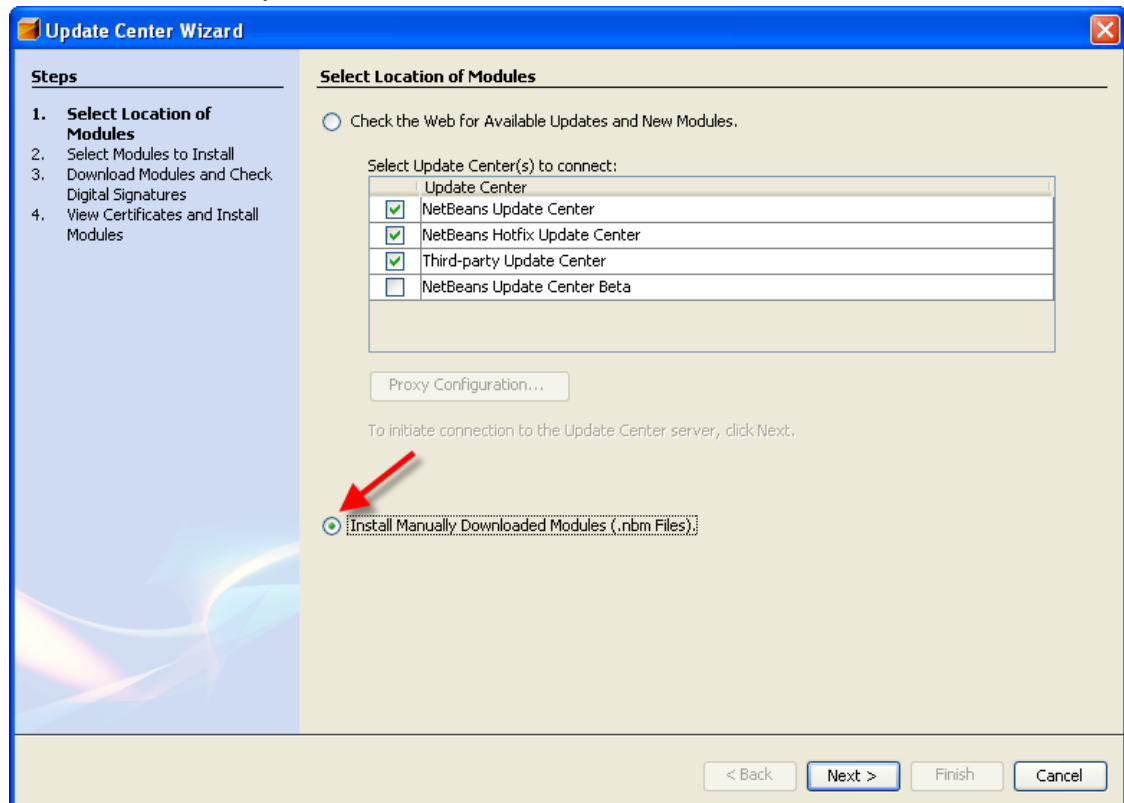 Update Center Wizard
Steps
1. Select Location of
Modules
2. Select Modules to Install
3. Download Modules and Check
Digital Signatures
4. View Certificates and Install
Modules
Select Location of Modules
Check the Web for Available Updates and New Modules.
Select Update Center(s) to connect:
Update Center
NetBeans Update Center
NetBeans Hotfix Update Center
Third-party Update Center
NetBeans Update Center Beta
Proxy Configuration...
To initiate connection to the Update Center server, click Next.
Install Manually Downloaded Modules (.nbm Files).
< Back Next > Finish Cancel